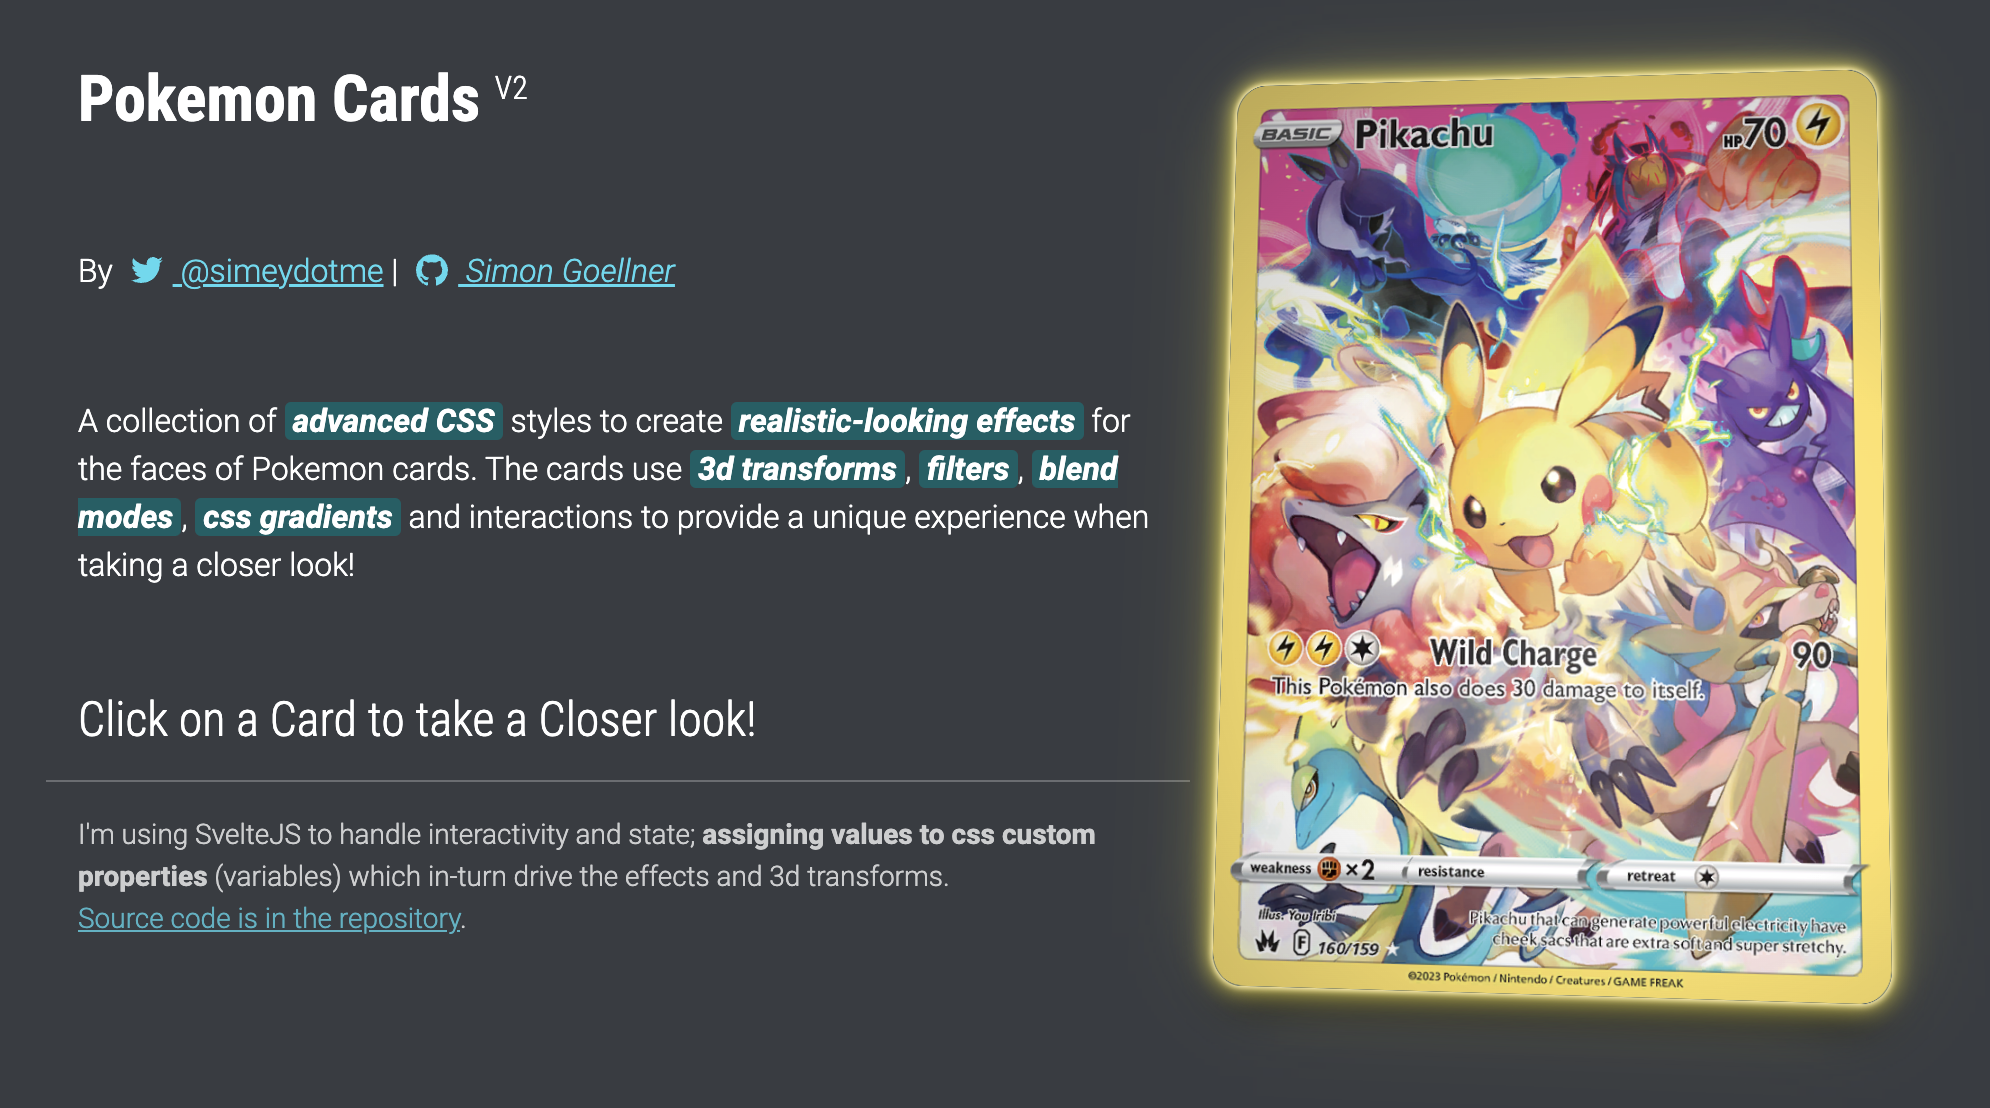 Pokemon Cards V2
By @simeydotme | Simon Goellner
A collection of advanced CSS styles to create realistic-looking effects for
the faces of Pokemon cards. The cards use 3d transforms, filters, blend
modes, css gradients and interactions to provide a unique experience when
taking a closer look!
Click on a Card to take a Closer look!
I'm using SvelteJS to handle interactivity and state; assigning values to css custom
properties (variables) which in-turn drive the effects and 3d transforms.
Source code is in the repository.
BASIC Pikachu HP70
Wild Charge 90
This Pokémon also does 30 damage to itself.
weakness ×2 resistance retreat
Illus. You Iribi
Pikachu that can generate powerful electricity have
cheek sacs that are extra soft and super stretchy.
F 160/159
©2023 Pokémon / Nintendo / Creatures / GAME FREAK